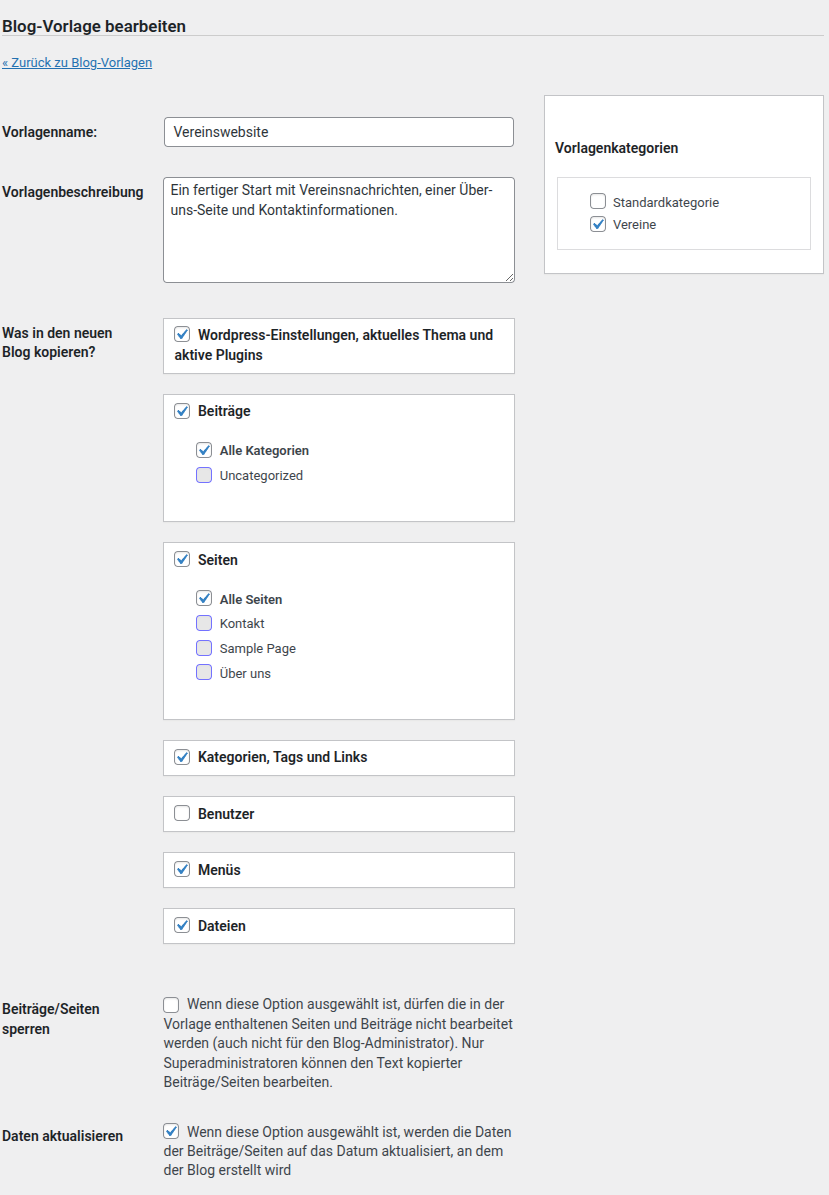 Blog-Vorlage bearbeiten
« Zurück zu Blog-Vorlagen
Vorlagenname:
Vereinswebsite
Vorlagenbeschreibung
Ein fertiger Start mit Vereinsnachrichten, einer Über-
uns-Seite und Kontaktinformationen.
Vorlagenkategorien
Standardkategorie
Vereine
Was in den neuen
Blog kopieren?
Wordpress-Einstellungen, aktuelles Thema und
aktive Plugins
Beiträge
Alle Kategorien
Uncategorized
Seiten
Alle Seiten
Kontakt
Sample Page
Über uns
Kategorien, Tags und Links
Benutzer
Menüs
Dateien
Beiträge/Seiten
sperren
Wenn diese Option ausgewählt ist, dürfen die in der
Vorlage enthaltenen Seiten und Beiträge nicht bearbeitet
werden (auch nicht für den Blog-Administrator). Nur
Superadministratoren können den Text kopierter
Beiträge/Seiten bearbeiten.
Daten aktualisieren
Wenn diese Option ausgewählt ist, werden die Daten
der Beiträge/Seiten auf das Datum aktualisiert, an dem
der Blog erstellt wird